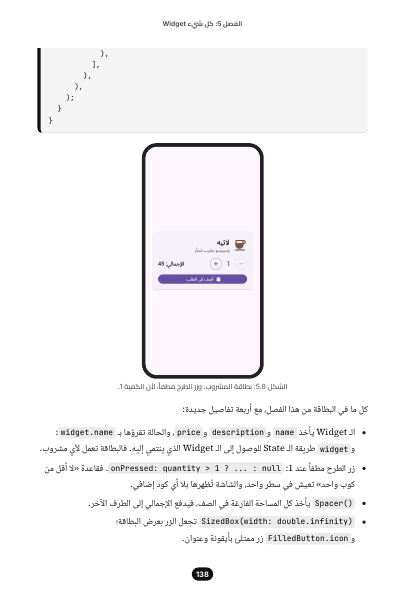 الفصل 5: كل شيء Widget
),
],
),
),
);
}
}
لاتيه
إسبريسو بحليب مُبخّر
− 1 +
الإجمالي: 45
أضف إلى الطلب
الشكل 5.8: بطاقة المشروب. وزر الطرح مطفأ، لأن الكمية 1.
كل ما في البطاقة من هذا الفصل، مع أربعة تفاصيل جديدة:
• الـ Widget يأخذ name و description و price، والحالة تقرؤها بـ widget.name :
و widget طريقة الـ State للوصول إلى الـ Widget الذي ينتمي إليه. فالبطاقة تعمل لأي مشروب.
• زر الطرح مطفأ عند 1: onPressed: quantity > 1 ? ... : null. فقاعدة «لا أقل من
كوب واحد» تعيش في سطر واحد، والشاشة تُظهرها بلا أي كود إضافي.
• Spacer() يأخذ كل المساحة الفارغة في الصف، فيدفع الإجمالي إلى الطرف الآخر.
• SizedBox(width: double.infinity) تجعل الزر بعرض البطاقة؛
و FilledButton.icon زر ممتلئ بأيقونة وعنوان.
138